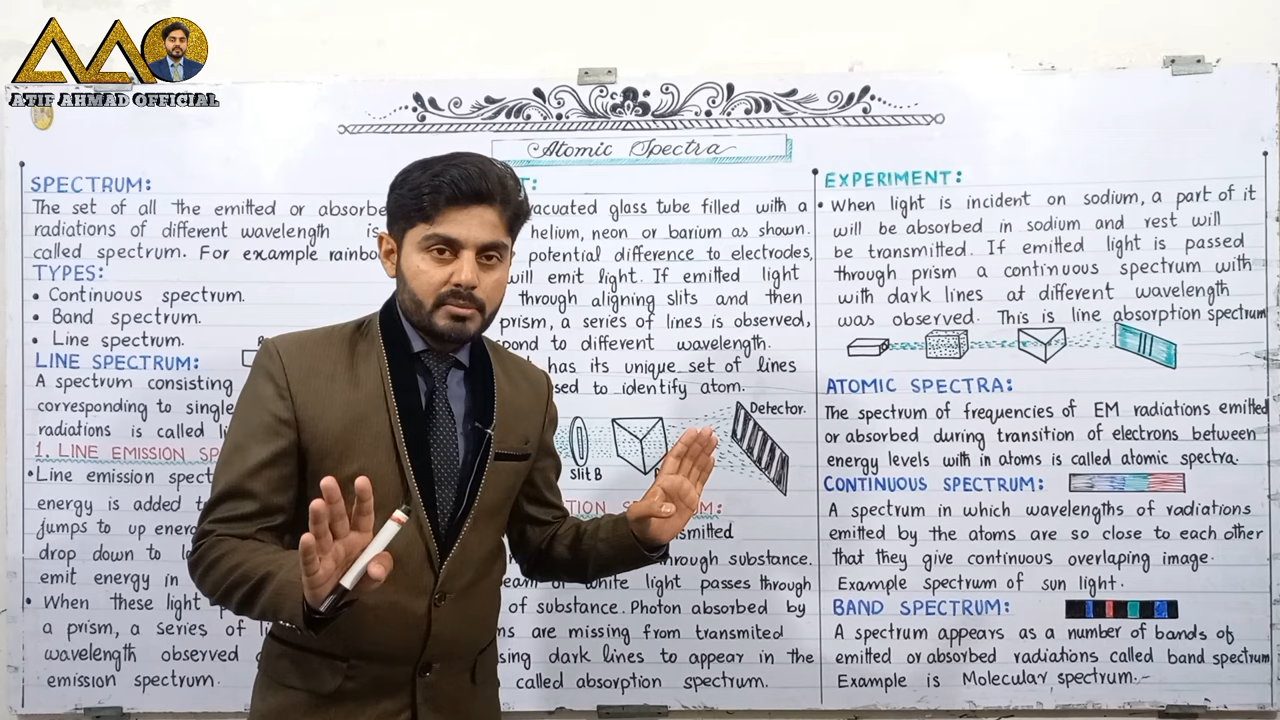 ATIF AHMAD OFFICIAL
Atomic Spectra
SPECTRUM:
The set of all the emitted or
radiations of different wavelength is
called spectrum. For example
TYPES:
• Continuous spectrum.
• Band spectrum.
• Line spectrum.
LINE SPECTRUM:
A spectrum consisting
corresponding to single
radiations is called
1. LINE EMISSION
• Line emission
energy is added
jumps to up
drop down to
emit energy in
• When these light
a prism, a series of
wavelength observed
emission spectrum.
glass tube filled with a
helium, neon or barium as shown.
potential difference to electrodes,
will emit light. If emitted light
through aligning slits and then
prism, a series of lines is observed,
to different wavelength.
has its unique set of lines
to identify atom.
Slit B
Detector.
through substance.
of white light passes through
of substance. Photon absorbed by
are missing from transmited
dark lines to appear in the
called absorption spectrum.
EXPERIMENT:
• When light is incident on sodium, a part of it
will be absorbed in sodium and rest will
be transmitted. If emitted light is passed
through prism a continuous spectrum with
with dark lines at different wavelength
was observed. This is line absorption spectrum
ATOMIC SPECTRA:
The spectrum of frequencies of EM radiations emitted
or absorbed during transition of electrons between
energy levels with in atoms is called atomic spectra.
CONTINUOUS SPECTRUM:
A spectrum in which wavelengths of radiations
emitted by the atoms are so close to each other
that they give continuous overlaping image.
Example spectrum of sun light.
BAND SPECTRUM:
A spectrum appears as a number of bands of
emitted or absorbed radiations called band spectrum
Example is Molecular spectrum.-